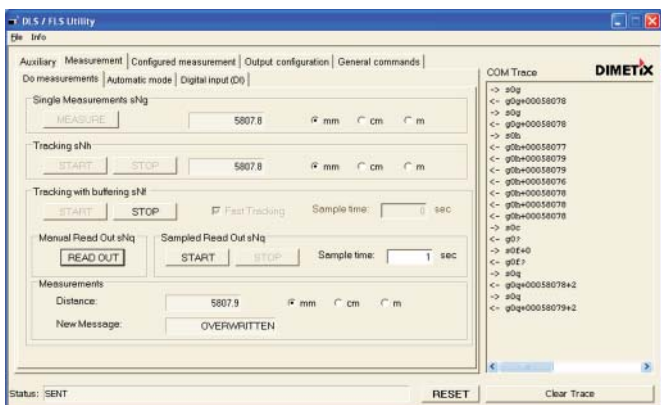 DLS / FLS Utility
File Info
Auxiliary Measurement Configured measurement Output configuration General commands
Do measurements Automatic mode Digital input (DI)
Single Measurements sNg
MEASURE 5807.8 mm cm m
Tracking sNh
START STOP 5807.8 mm cm m
Tracking with buffering sNf
START STOP Fast Tracking Sample time: 0 sec
Manual Read Out sNq Sampled Read Out sNq
READ OUT START STOP Sample time: 1 sec
Measurements
Distance: 5807.9 mm cm m
New Message: OVERWRITTEN
COM Trace DIMETIX
-> s0g
<- g0g+00058078
-> s0g
<- g0g+00058078
-> s0h
<- g0h+00058077
<- g0h+00058079
<- g0h+00058079
<- g0h+00058076
<- g0h+00058078
<- g0h+00058078
<- g0h+00058078
-> s0c
<- g0?
-> s0f+0
<- g0f?
-> s0q
<- g0q+00058078+2
-> s0q
<- g0q+00058079+2
Status: SENT RESET Clear Trace